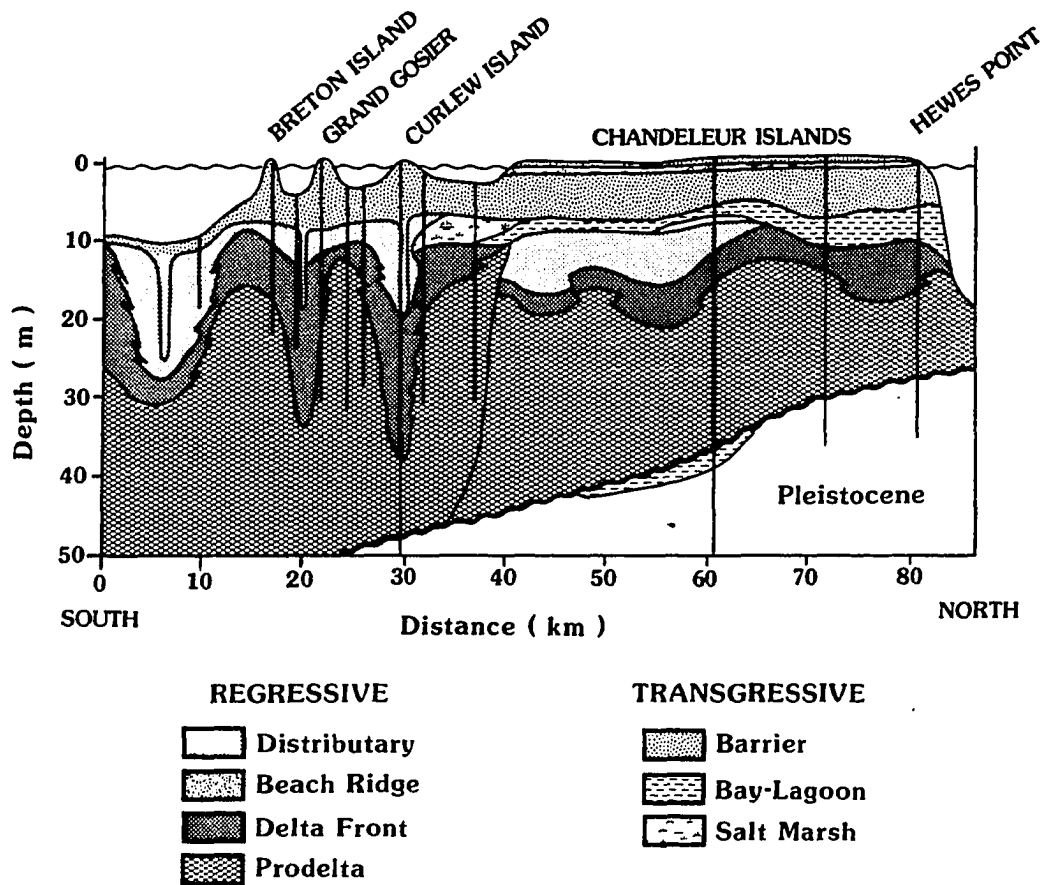 BRETON ISLAND
GRAND GOSIER
CURLEW ISLAND
HEWES POINT
CHANDELEUR ISLANDS
0
10
20
30
40
50
Depth ( m )
Pleistocene
0 10 20 30 40 50 60 70 80
SOUTH
Distance ( km )
NORTH
REGRESSIVE
Distributary
Beach Ridge
Delta Front
Prodelta
TRANSGRESSIVE
Barrier
Bay-Lagoon
Salt Marsh